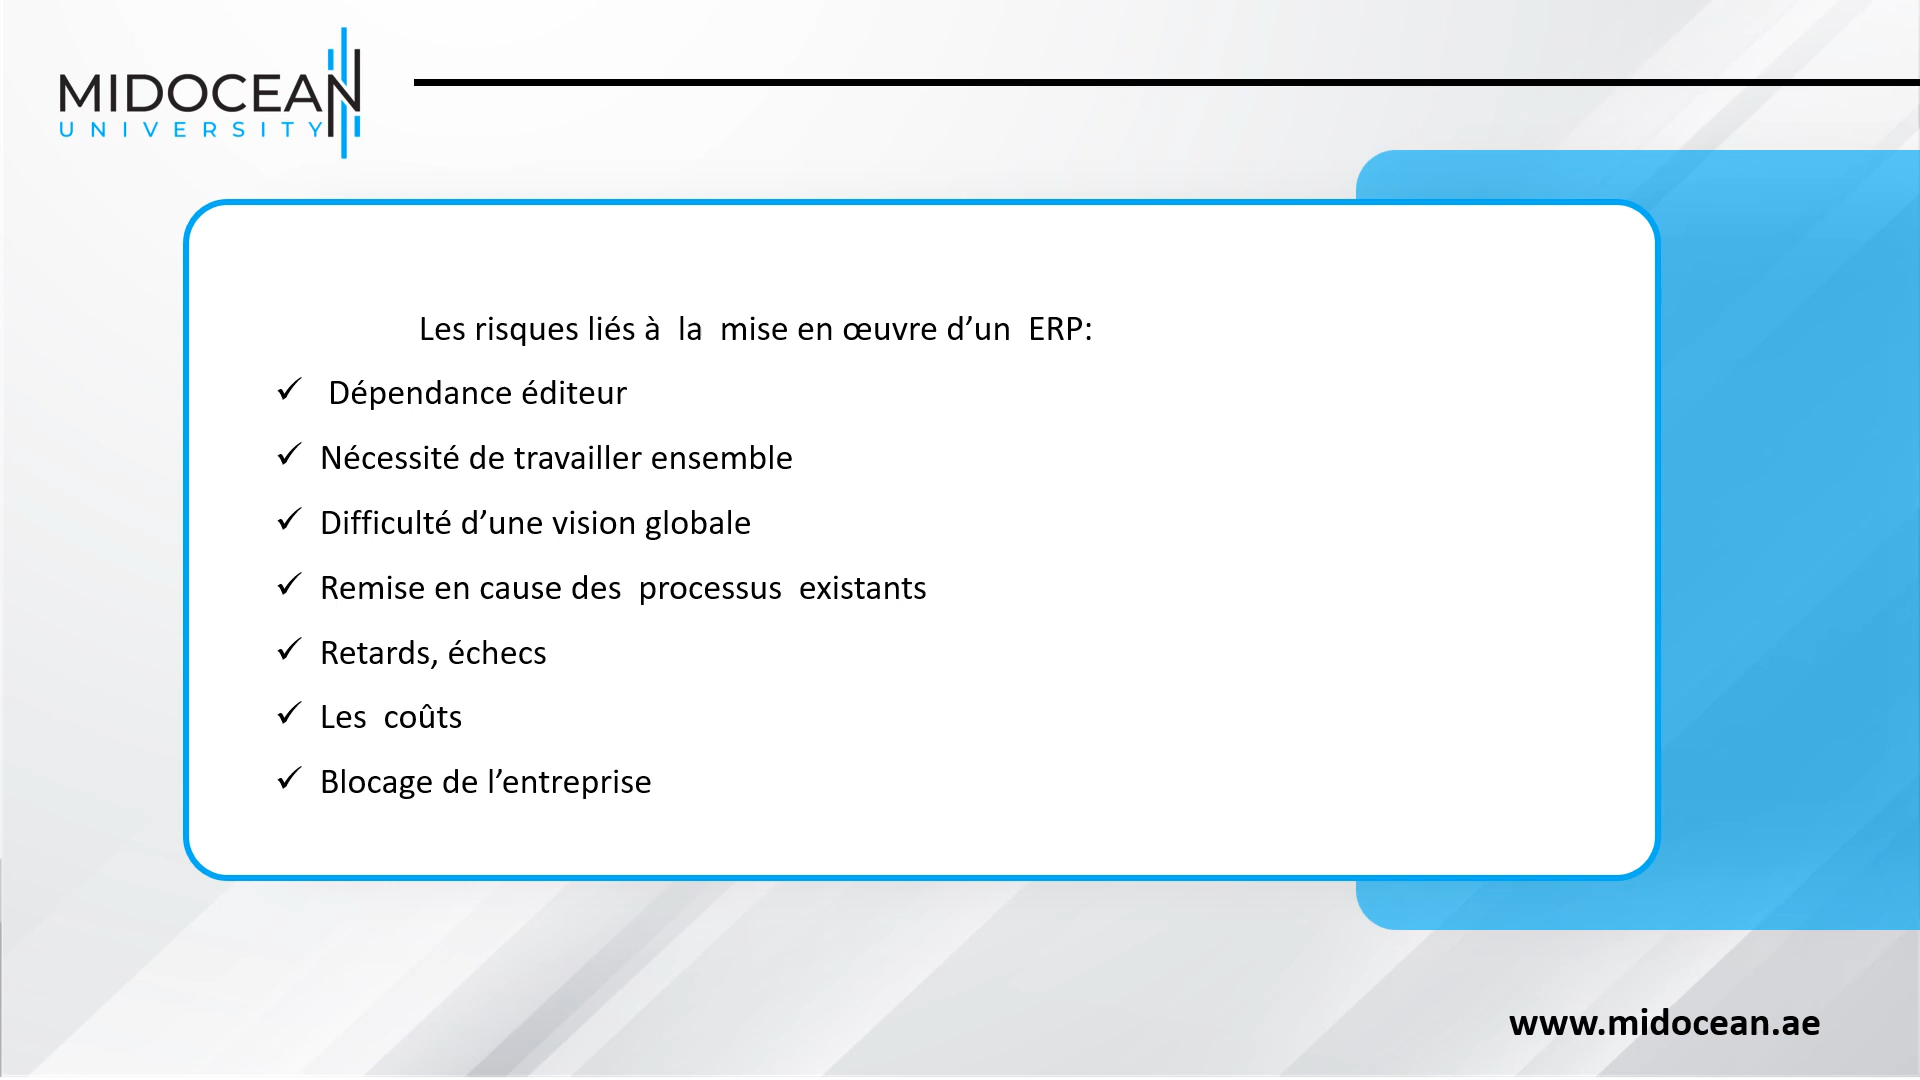 MIDOCEAN
UNIVERSITY
Les risques liés à la mise en œuvre d’un ERP:
✓ Dépendance éditeur
✓ Nécessité de travailler ensemble
✓ Difficulté d’une vision globale
✓ Remise en cause des processus existants
✓ Retards, échecs
✓ Les coûts
✓ Blocage de l’entreprise
www.midocean.ae